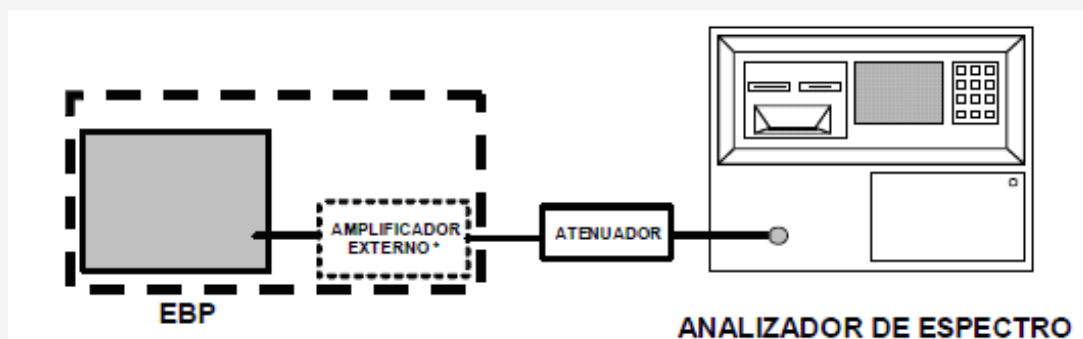 AMPLIFICADOR
EXTERNO*
ATENUADOR
EBP
ANALIZADOR DE ESPECTRO